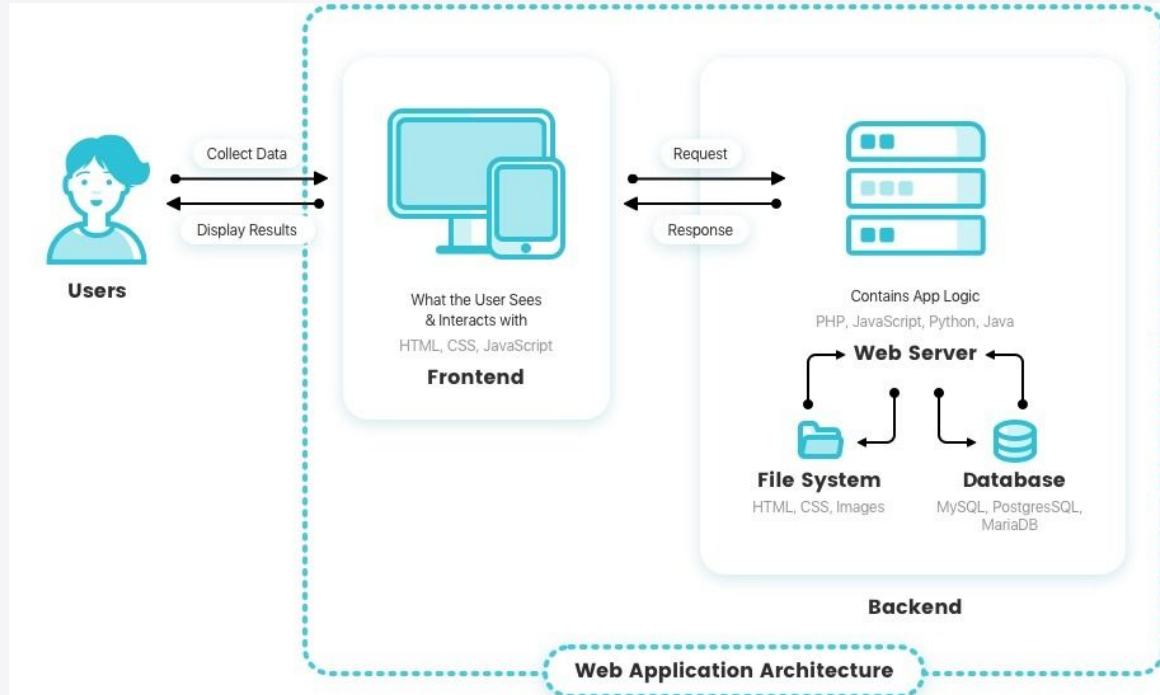 Collect Data
Display Results
Users
What the User Sees
& Interacts with
HTML, CSS, JavaScript
Frontend
Request
Response
Contains App Logic
PHP, JavaScript, Python, Java
Web Server
File System
HTML, CSS, Images
Database
MySQL, PostgresSQL,
MariaDB
Backend
Web Application Architecture